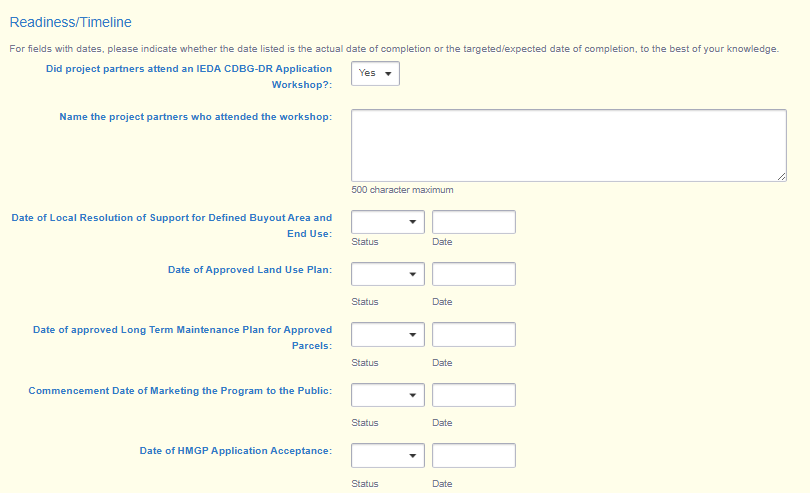 Readiness/Timeline
For fields with dates, please indicate whether the date listed is the actual date of completion or the targeted/expected date of completion, to the best of your knowledge.
Did project partners attend an IEDA CDBG-DR Application
Workshop?:
Yes
Name the project partners who attended the workshop:
500 character maximum
Date of Local Resolution of Support for Defined Buyout Area and
End Use:
Status Date
Date of Approved Land Use Plan:
Status Date
Date of approved Long Term Maintenance Plan for Approved
Parcels:
Status Date
Commencement Date of Marketing the Program to the Public:
Status Date
Date of HMGP Application Acceptance:
Status Date